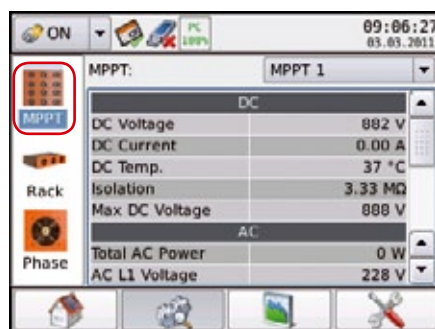 ON PC 100% 09:06:27
03.03.2011
MPPT: MPPT 1
DC
MPPT
DC Voltage 882 V
DC Current 0.00 A
DC Temp. 37 °C
Isolation 3.33 MΩ
Rack
Max DC Voltage 888 V
AC
Total AC Power 0 W
Phase
AC L1 Voltage 228 V